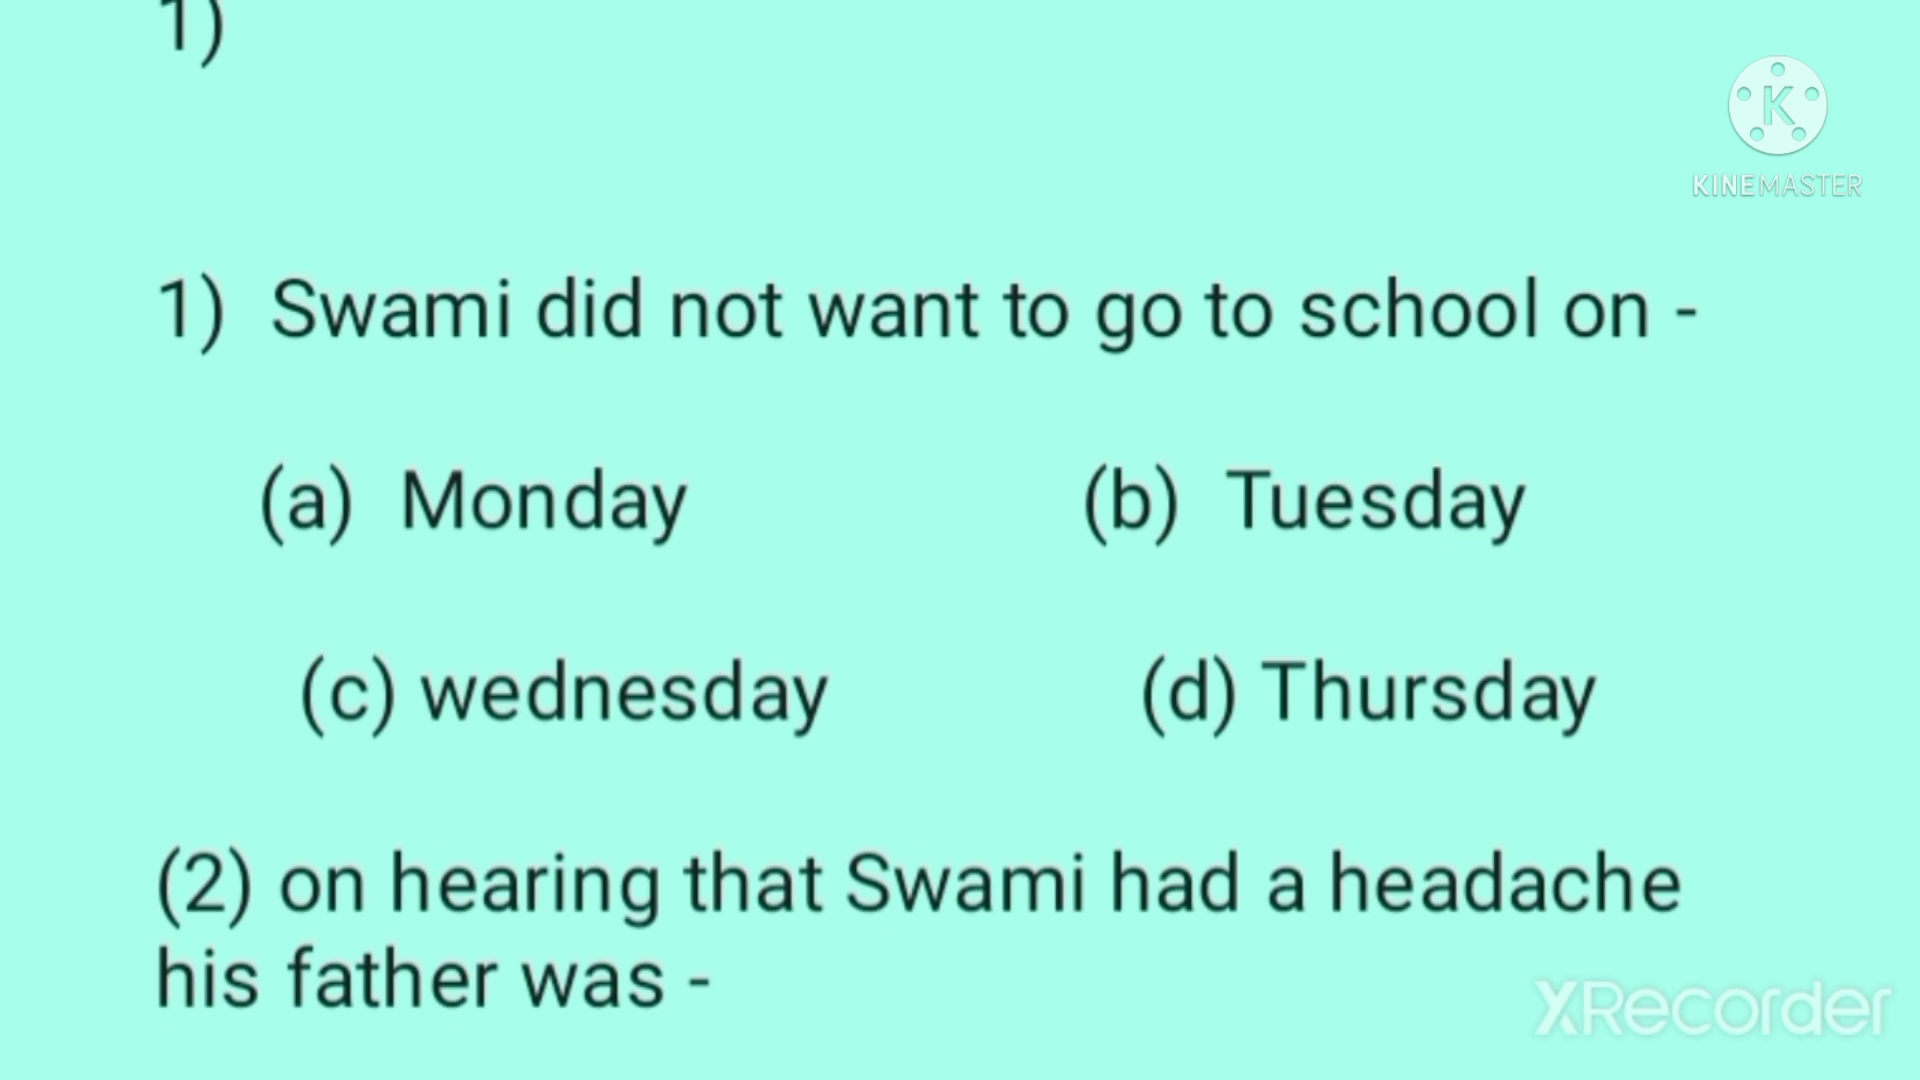 1)
K
KINEMASTER
1) Swami did not want to go to school on -
(a) Monday (b) Tuesday
(c) wednesday (d) Thursday
(2) on hearing that Swami had a headache
his father was -
XRecorder